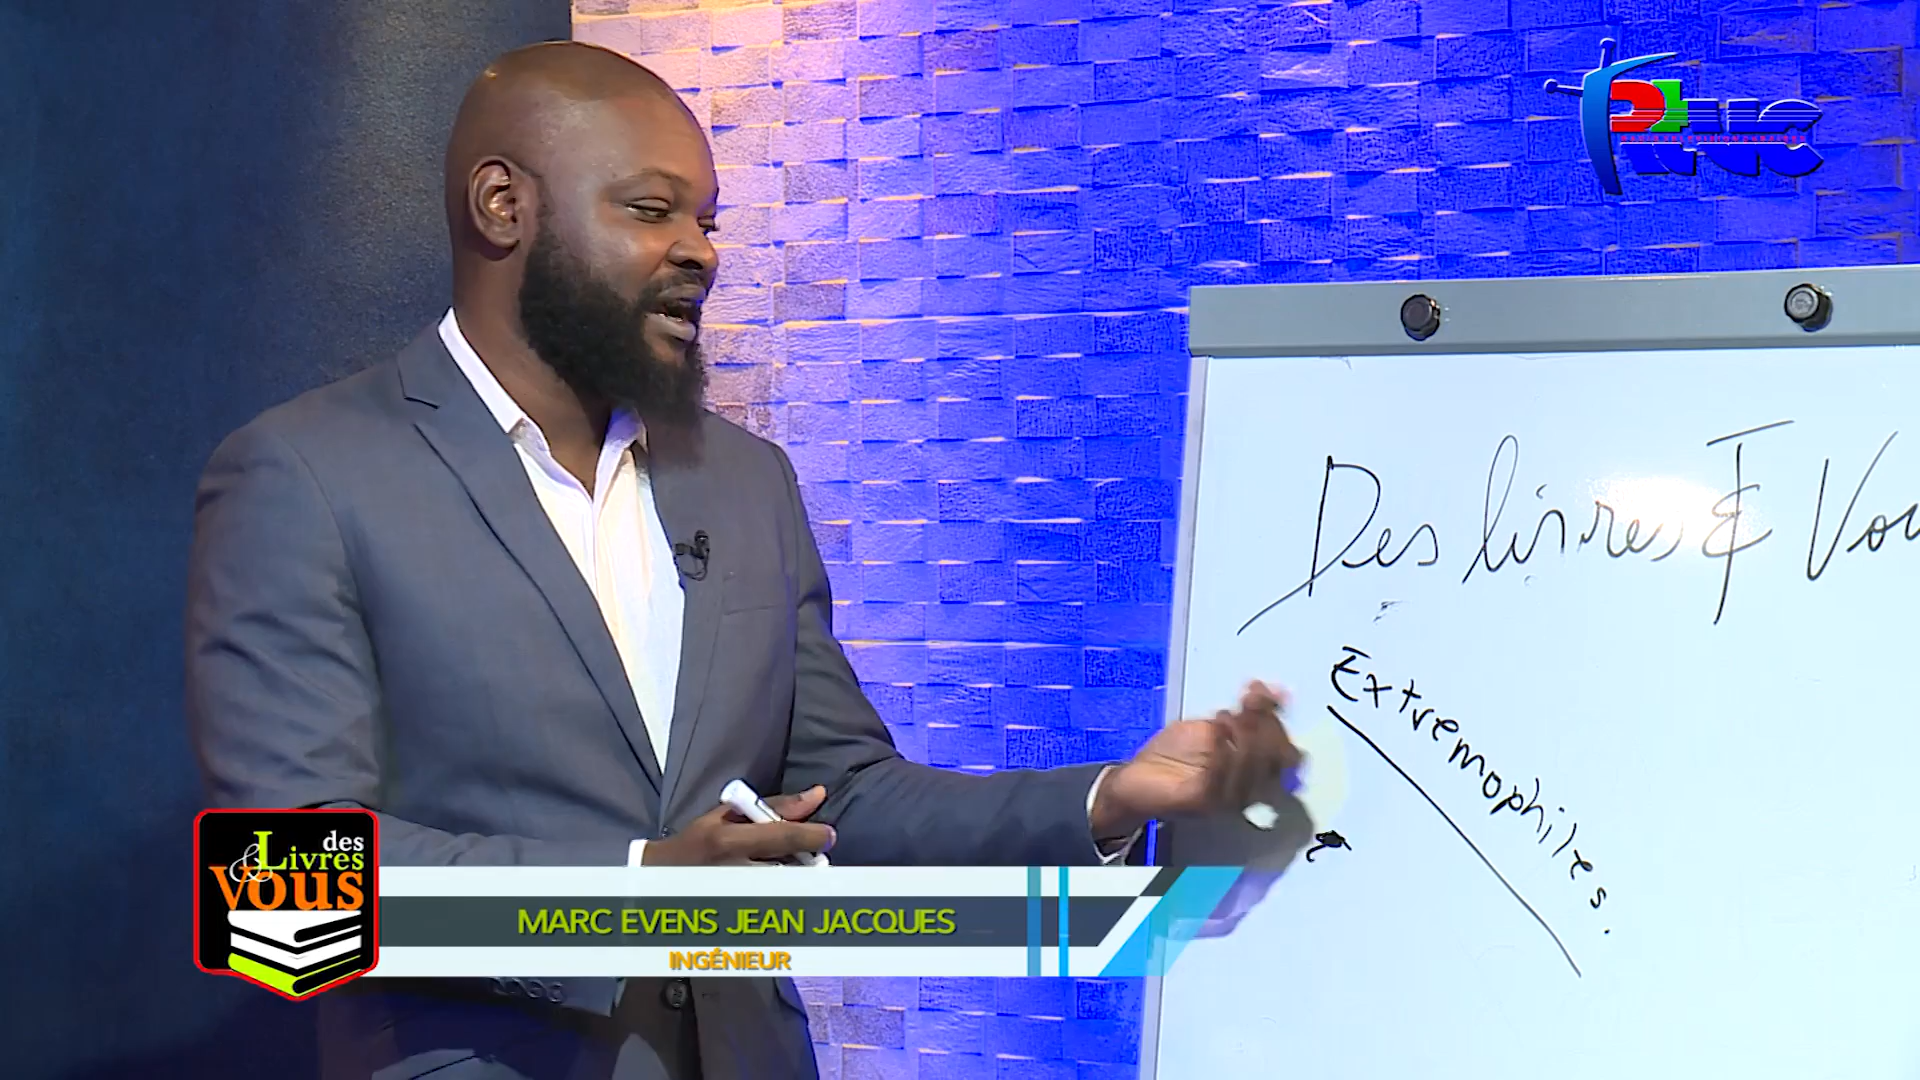 Des livres & Vou
Extremophiles.
e
des
&Livres
Vous
MARC EVENS JEAN JACQUES
INGÉNIEUR